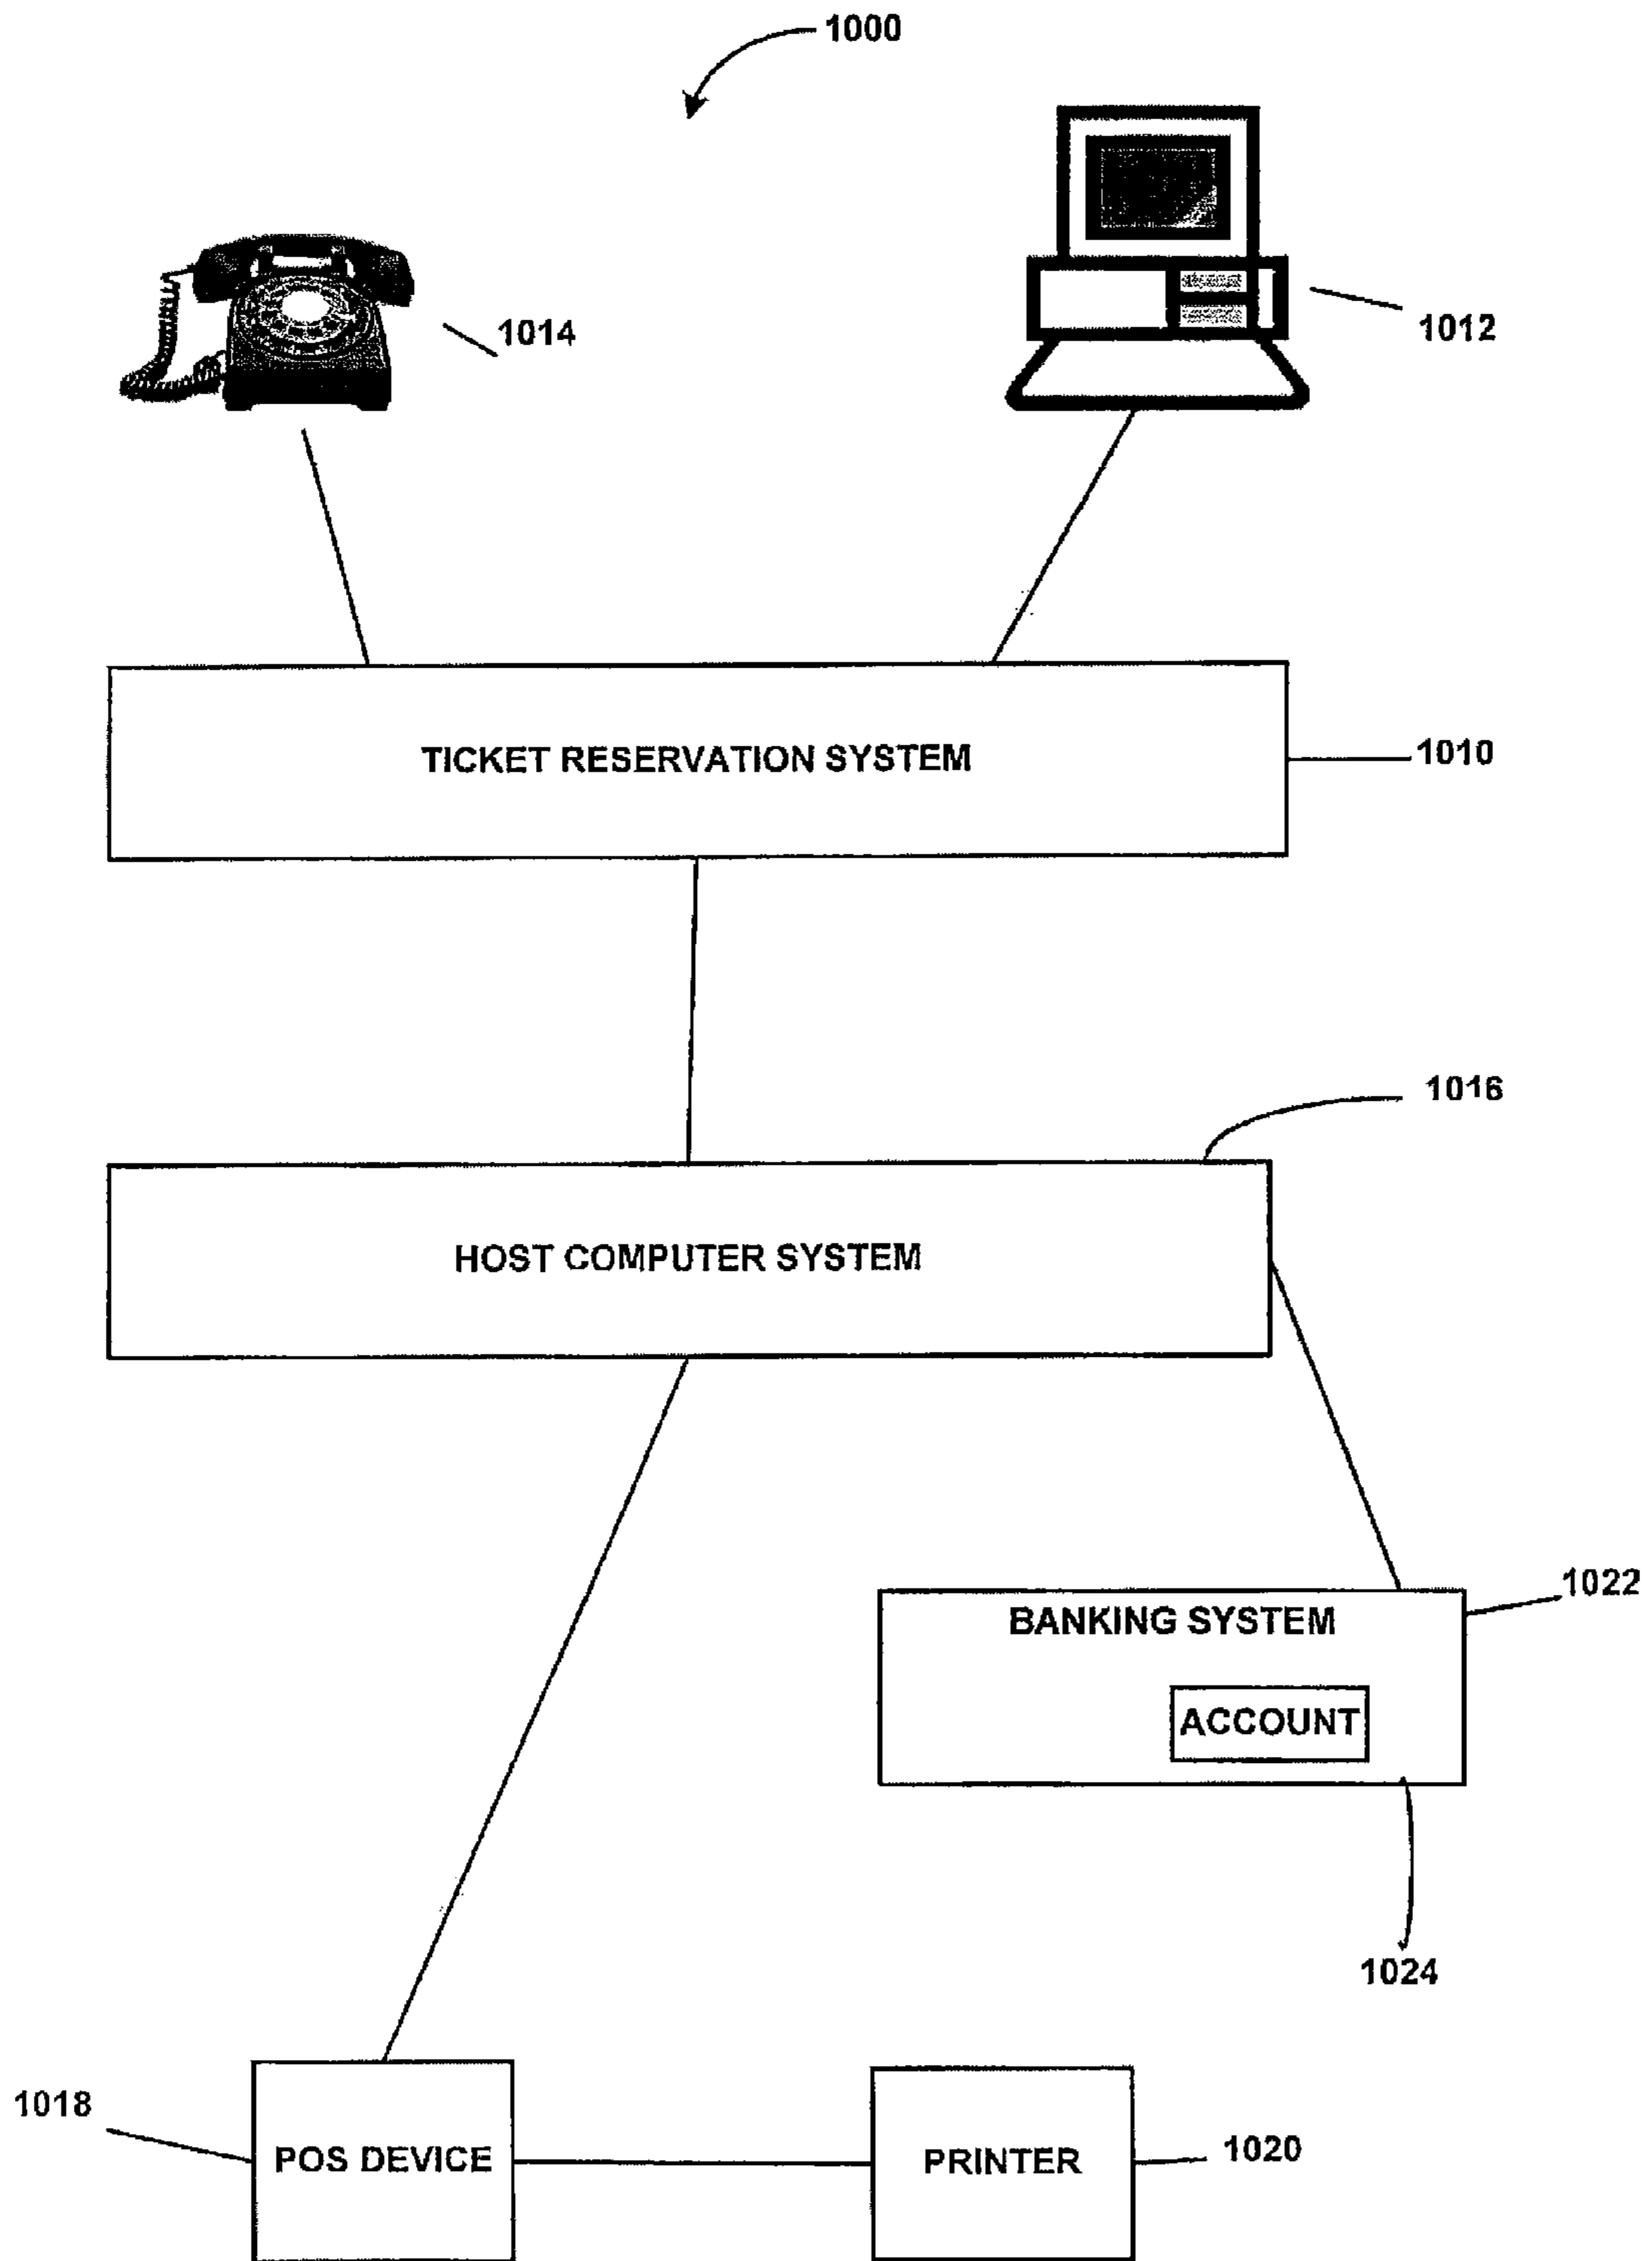 1000
1014
1012
TICKET RESERVATION SYSTEM
1010
1016
HOST COMPUTER SYSTEM
1022
BANKING SYSTEM
ACCOUNT
1024
1018
POS DEVICE
PRINTER
1020